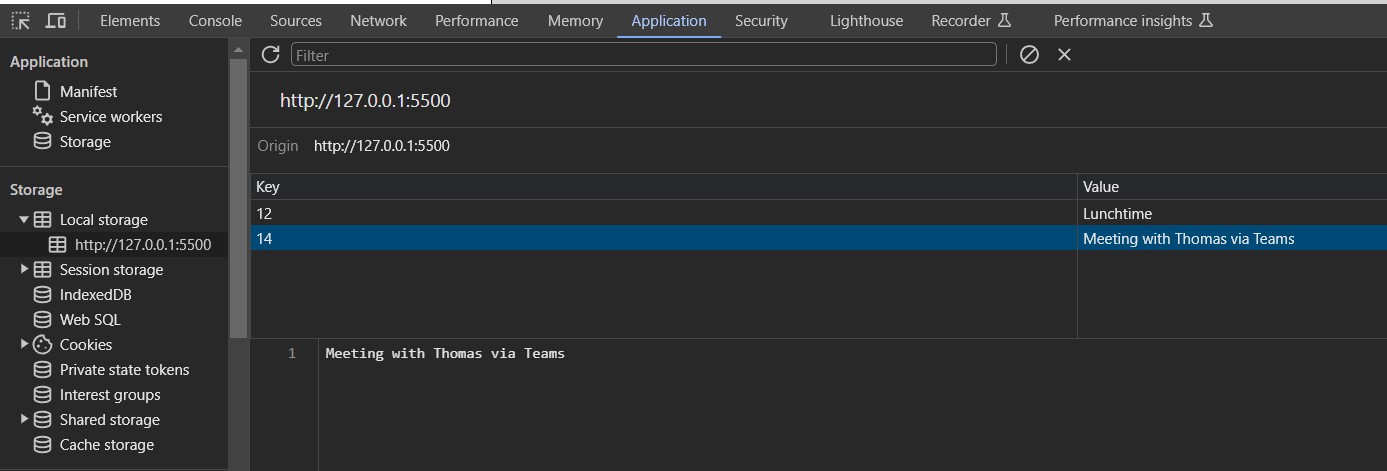 Elements Console Sources Network Performance Memory Application Security Lighthouse Recorder Performance insights
Application
Manifest
Service workers
Storage
Storage
Local storage
http://127.0.0.1:5500
Session storage
IndexedDB
Web SQL
Cookies
Private state tokens
Interest groups
Shared storage
Cache storage
Filter
http://127.0.0.1:5500
Origin http://127.0.0.1:5500
Key Value
12 Lunchtime
14 Meeting with Thomas via Teams
1 Meeting with Thomas via Teams